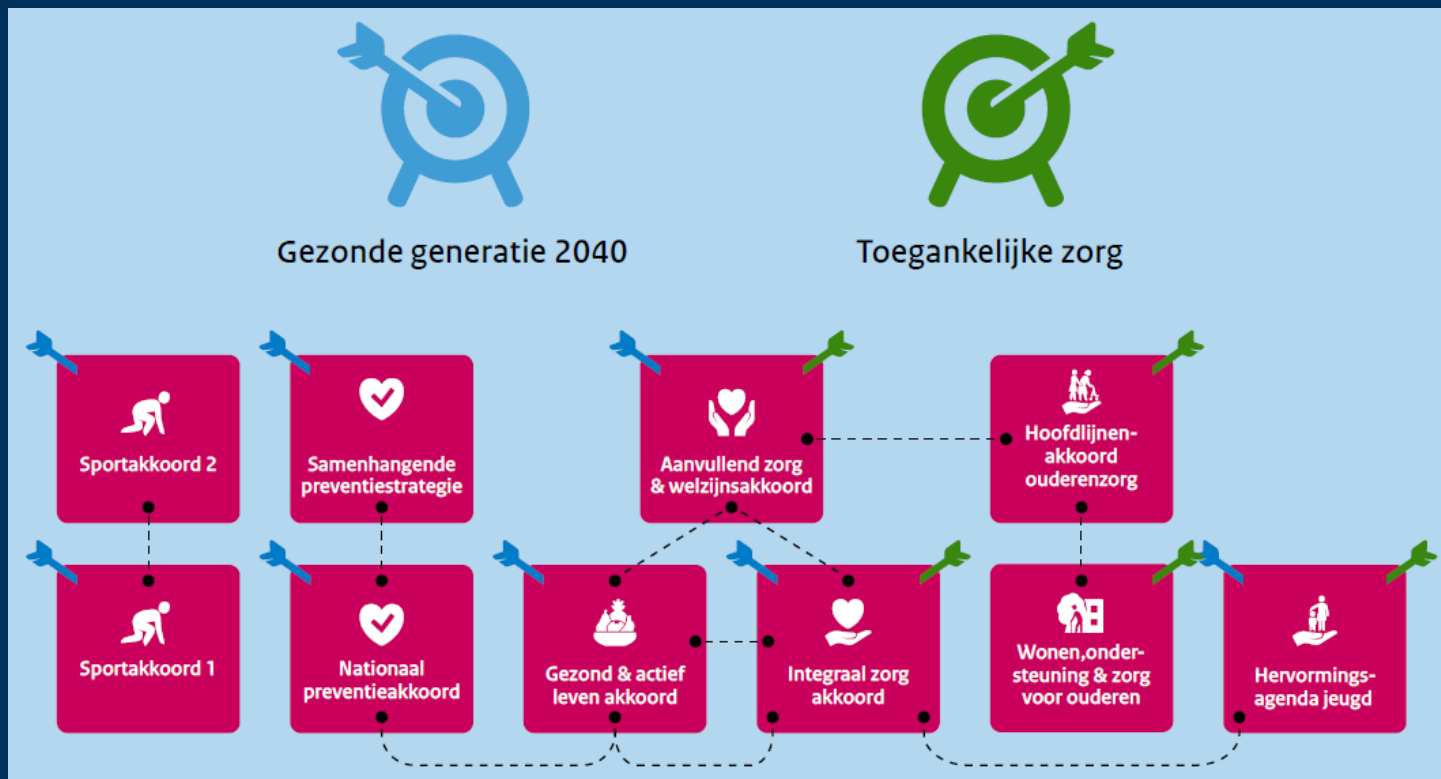 Gezonde generatie 2040
Toegankelijke zorg
Sportakkoord 2
Samenhangende
preventiestrategie
Aanvullend zorg
& welzijnsakkoord
Hoofdlijnen-
akkoord
ouderenzorg
Sportakkoord 1
Nationaal
preventieakkoord
Gezond & actief
leven akkoord
Integraal zorg
akkoord
Wonen,onder-
steuning & zorg
voor ouderen
Hervormings-
agenda jeugd